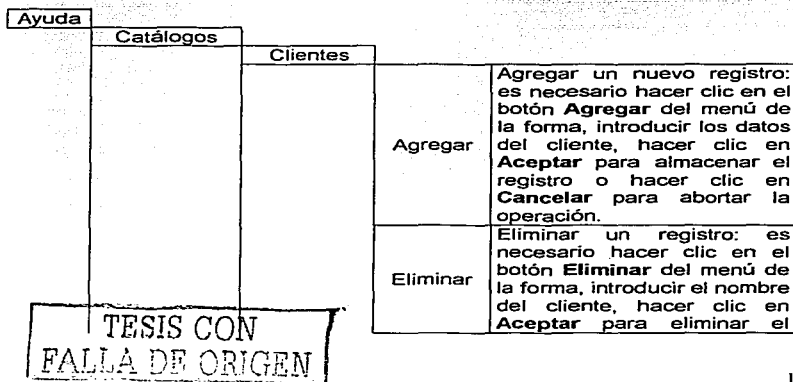 Ayuda
Catálogos
Clientes
Agregar
Agregar un nuevo registro:
es necesario hacer clic en el
botón Agregar del menú de
la forma, introducir los datos
del cliente, hacer clic en
Aceptar para almacenar el
registro o hacer clic en
Cancelar para abortar la
operación.
Eliminar
Eliminar un registro: es
necesario hacer clic en el
botón Eliminar del menú de
la forma, introducir el nombre
del cliente, hacer clic en
Aceptar para eliminar el
TESIS CON
FALLA DE ORIGEN